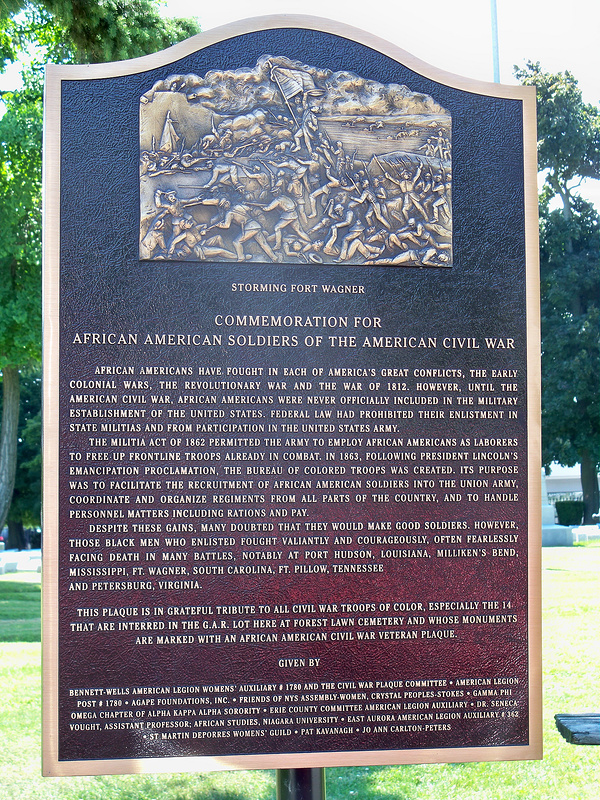 STORMING FORT WAGNER
COMMEMORATION FOR
AFRICAN AMERICAN SOLDIERS OF THE AMERICAN CIVIL WAR
AFRICAN AMERICANS HAVE FOUGHT IN EACH OF AMERICA'S GREAT CONFLICTS, THE EARLY
COLONIAL WARS, THE REVOLUTIONARY WAR AND THE WAR OF 1812. HOWEVER, UNTIL THE
AMERICAN CIVIL WAR, AFRICAN AMERICANS WERE NEVER OFFICIALLY INCLUDED IN THE MILITARY
ESTABLISHMENT OF THE UNITED STATES. FEDERAL LAW HAD PROHIBITED THEIR ENLISTMENT IN
STATE MILITIAS AND FROM PARTICIPATION IN THE UNITED STATES ARMY.
THE MILITIA ACT OF 1862 PERMITTED THE ARMY TO EMPLOY AFRICAN AMERICANS AS LABORERS
TO FREE UP FRONTLINE TROOPS ALREADY IN COMBAT. IN 1863, FOLLOWING PRESIDENT LINCOLN'S
EMANCIPATION PROCLAMATION, THE BUREAU OF COLORED TROOPS WAS CREATED. ITS PURPOSE
WAS TO FACILITATE THE RECRUITMENT OF AFRICAN AMERICAN SOLDIERS INTO THE UNION ARMY,
COORDINATE AND ORGANIZE REGIMENTS FROM ALL PARTS OF THE COUNTRY, AND TO HANDLE
PERSONNEL MATTERS INCLUDING RATIONS AND PAY.
DESPITE THESE GAINS, MANY DOUBTED THAT THEY WOULD MAKE GOOD SOLDIERS. HOWEVER,
THOSE BLACK MEN WHO ENLISTED FOUGHT VALIANTLY AND COURAGEOUSLY, OFTEN FEARLESSLY
FACING DEATH IN MANY BATTLES, NOTABLY AT PORT HUDSON, LOUISIANA, MILLIKEN'S BEND,
MISSISSIPPI, FT. WAGNER, SOUTH CAROLINA, FT. PILLOW, TENNESSEE
AND PETERSBURG, VIRGINIA.
THIS PLAQUE IS IN GRATEFUL TRIBUTE TO ALL CIVIL WAR TROOPS OF COLOR, ESPECIALLY THE 14
THAT ARE INTERRED IN THE G.A.R. LOT HERE AT FOREST LAWN CEMETERY AND WHOSE MONUMENTS
ARE MARKED WITH AN AFRICAN AMERICAN CIVIL WAR VETERAN PLAQUE.
GIVEN BY
BENNETT-WELLS AMERICAN LEGION WOMENS' AUXILIARY # 1780 AND THE CIVIL WAR PLAQUE COMMITTEE • AMERICAN LEGION
POST # 1780 • AGAPE FOUNDATIONS, INC. • FRIENDS OF NYS ASSEMBLY-WOMEN, CRYSTAL PEOPLES-STOKES • GAMMA PHI
OMEGA CHAPTER OF ALPHA KAPPA ALPHA SORORITY • ERIE COUNTY COMMITTEE AMERICAN LEGION AUXILIARY • DR. SENECA
VOUGHT, ASSISTANT PROFESSOR; AFRICAN STUDIES, NIAGARA UNIVERSITY • EAST AURORA AMERICAN LEGION AUXILIARY # 362
• ST MARTIN DEPORRES WOMENS' GUILD • PAT KAVANAGH • JO ANN CARLTON-PETERS